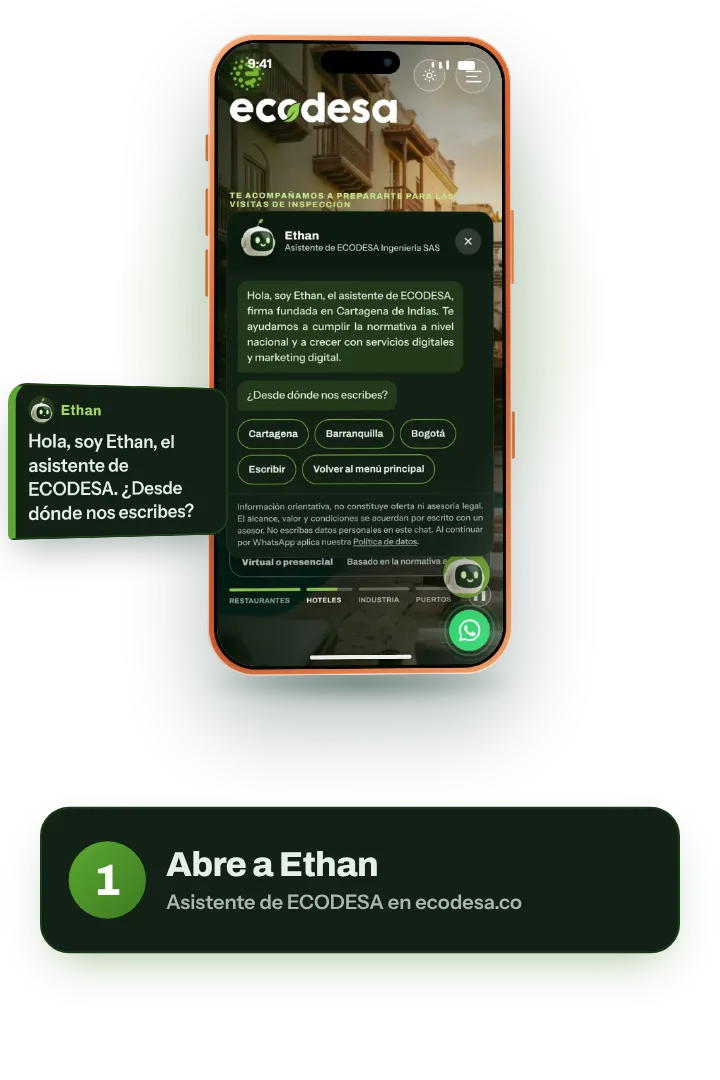 9:41
ecodesa
TE ACOMPAÑAMOS A PREPARARTE PARA LAS
VISITAS DE INSPECCIÓN
Ethan
Asistente de ECODESA Ingeniería SAS
Hola, soy Ethan, el asistente de ECODESA,
firma fundada en Cartagena de Indias. Te
ayudamos a cumplir la normativa a nivel
nacional y a crecer con servicios digitales
y marketing digital.
¿Desde dónde nos escribes?
Cartagena
Barranquilla
Bogotá
Escribir
Volver al menú principal
Información orientativa, no constituye oferta ni asesoría legal.
El alcance, valor y condiciones se acuerdan por escrito con un
asesor. No escribas datos personales en este chat. Al continuar
por WhatsApp aplica nuestra Política de datos.
Virtual o presencial
Basado en la normativa a
RESTAURANTES
HOTELES
INDUSTRIA
PUERTOS
Ethan
Hola, soy Ethan, el
asistente de
ECODESA. ¿Desde
dónde nos escribes?
1
Abre a Ethan
Asistente de ECODESA en ecodesa.co